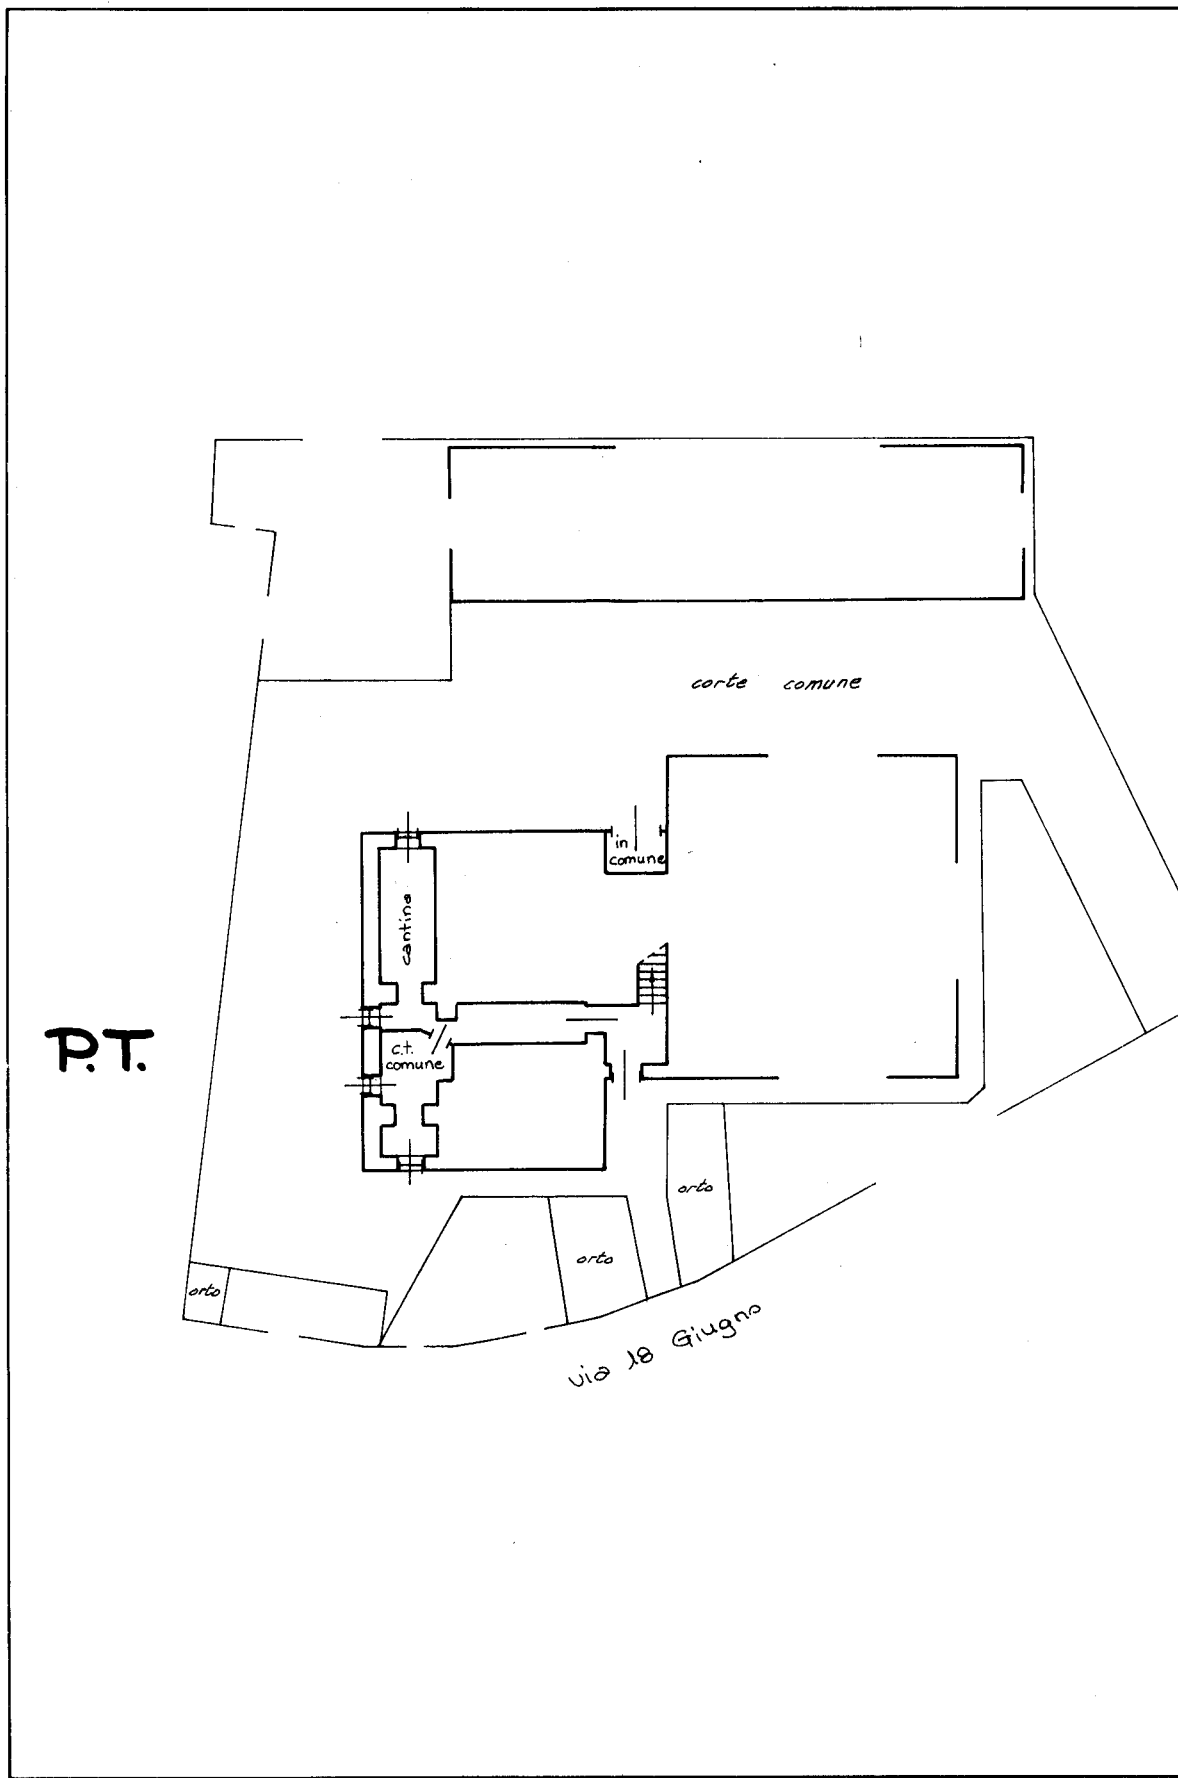 corte comune
in
comune
cantina
P.T.
c.t.
comune
orto
orto
orto
via 18 Giugno